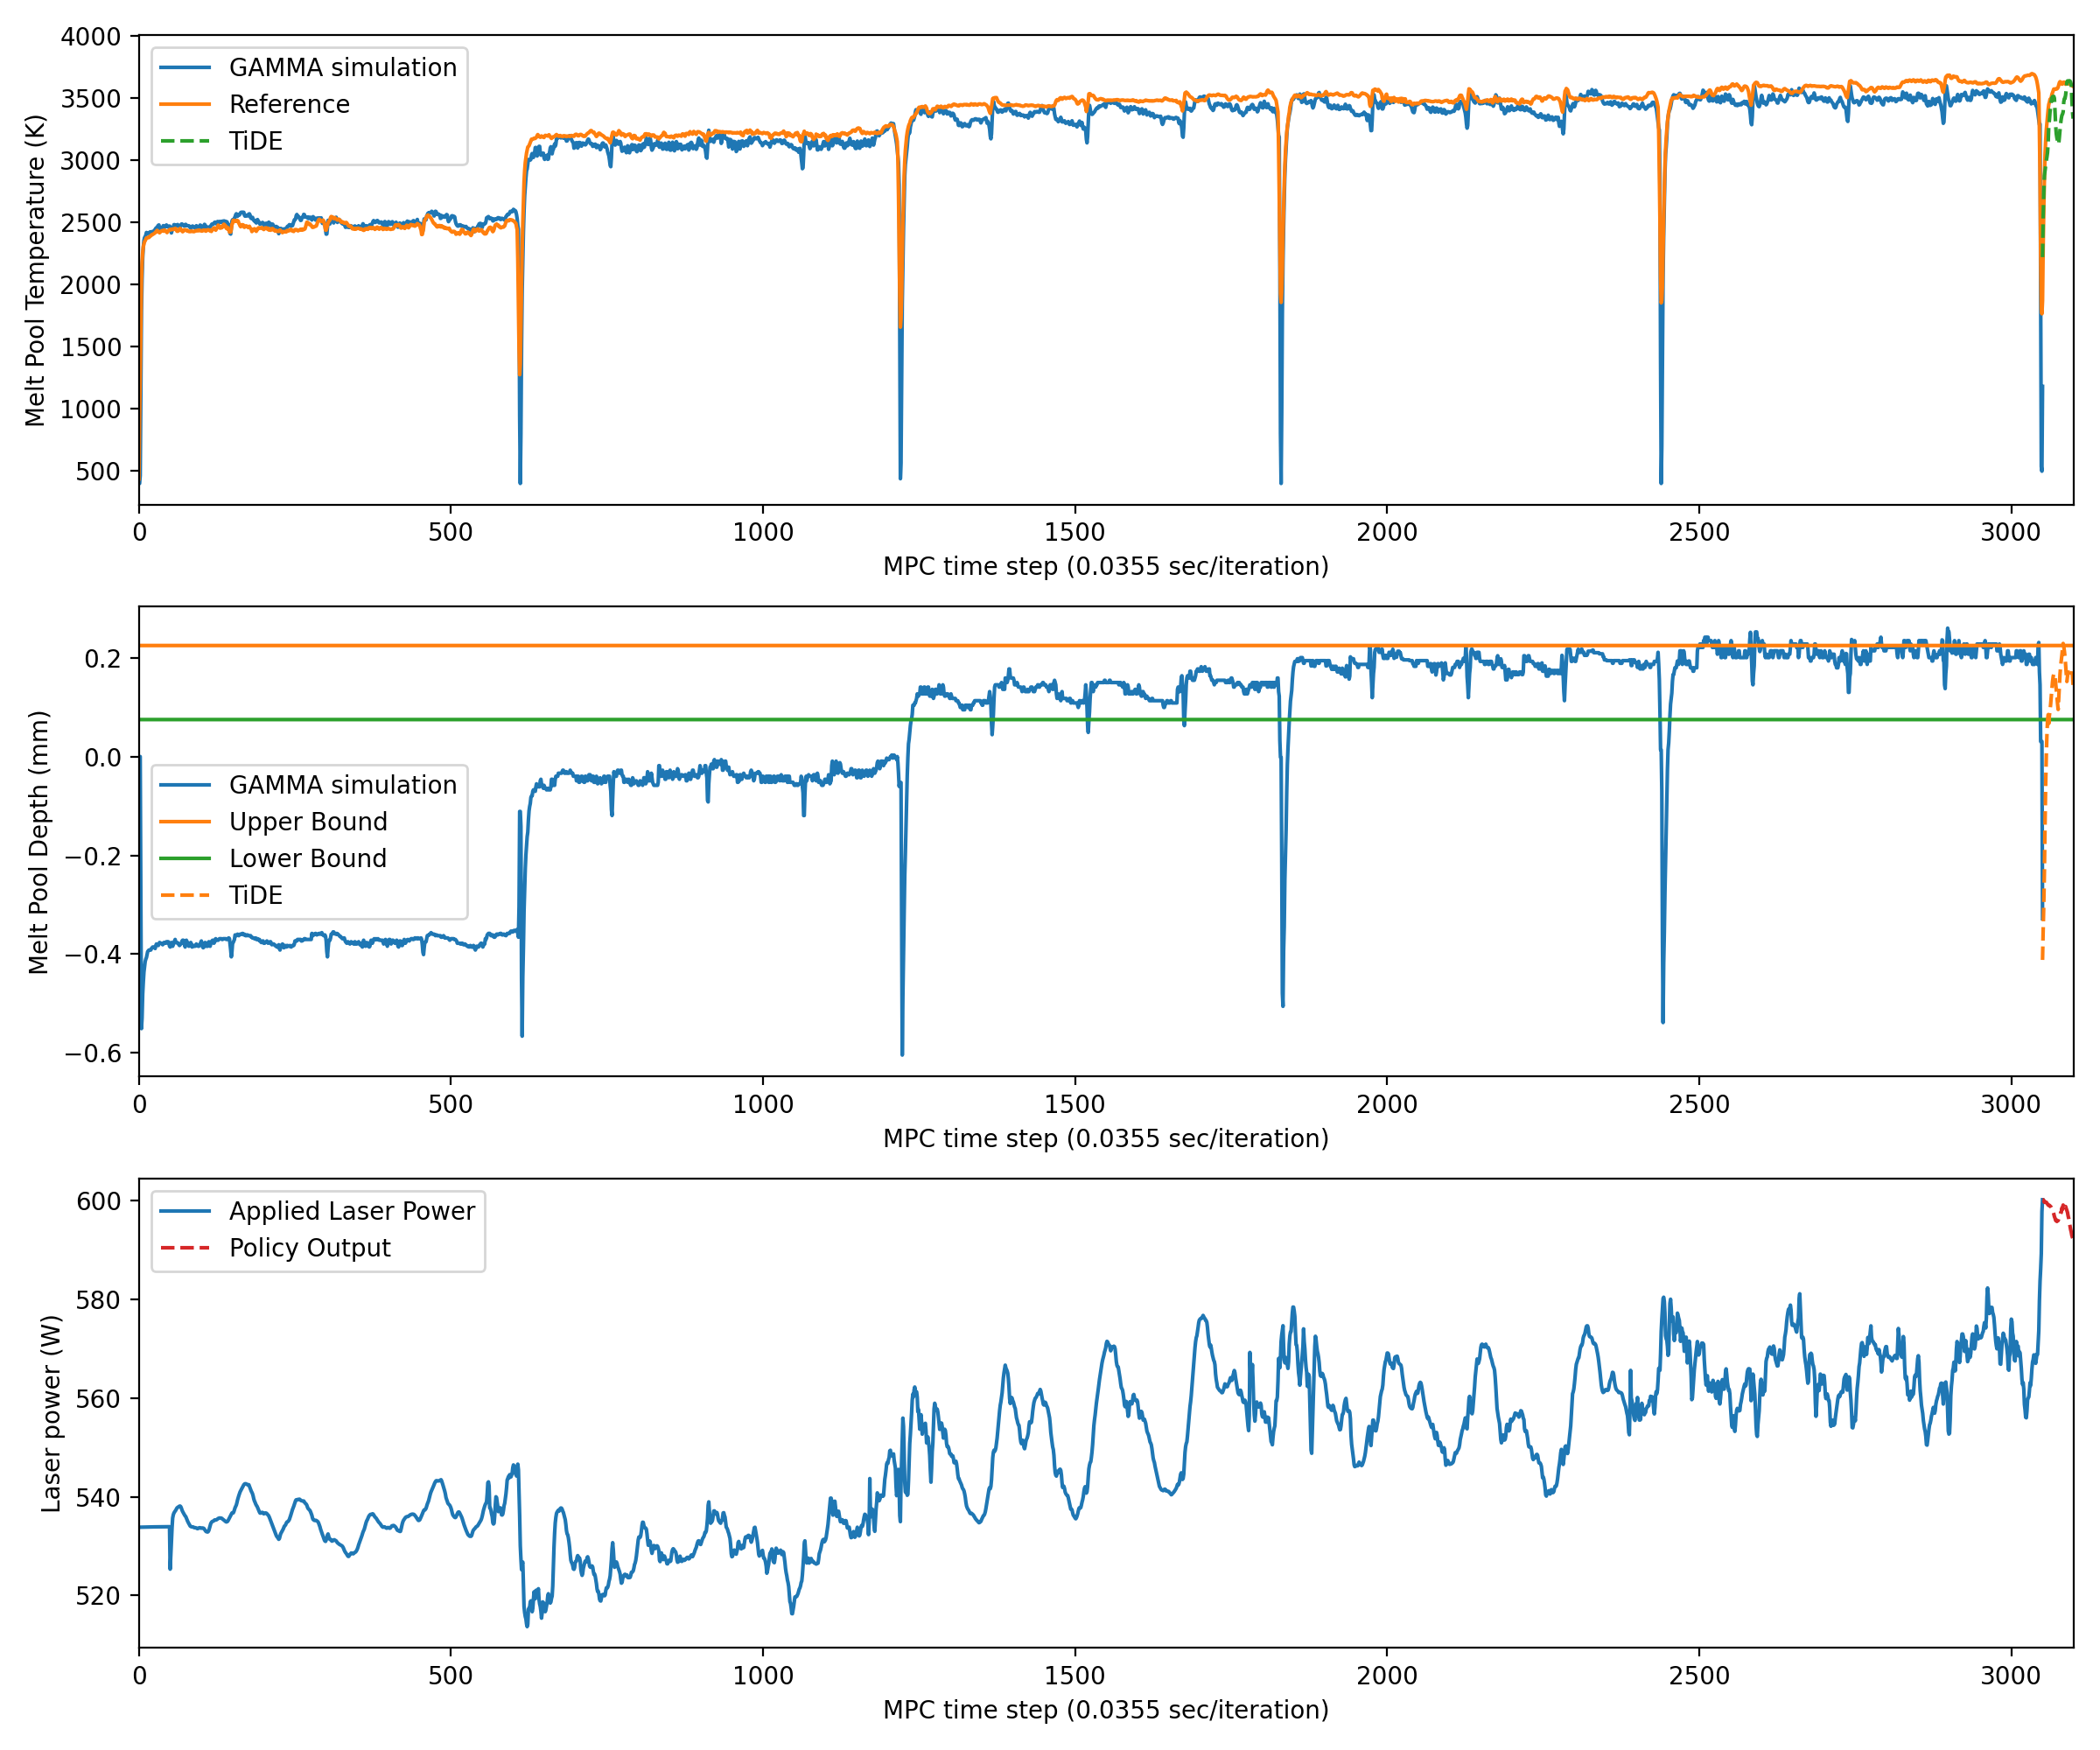 4000
3500
3000
2500
2000
1500
1000
500
Melt Pool Temperature (K)
GAMMA simulation
Reference
TiDE
0 500 1000 1500 2000 2500 3000
MPC time step (0.0355 sec/iteration)
0.2
0.0
−0.2
−0.4
−0.6
Melt Pool Depth (mm)
GAMMA simulation
Upper Bound
Lower Bound
TiDE
0 500 1000 1500 2000 2500 3000
MPC time step (0.0355 sec/iteration)
600
580
560
540
520
Laser power (W)
Applied Laser Power
Policy Output
0 500 1000 1500 2000 2500 3000
MPC time step (0.0355 sec/iteration)